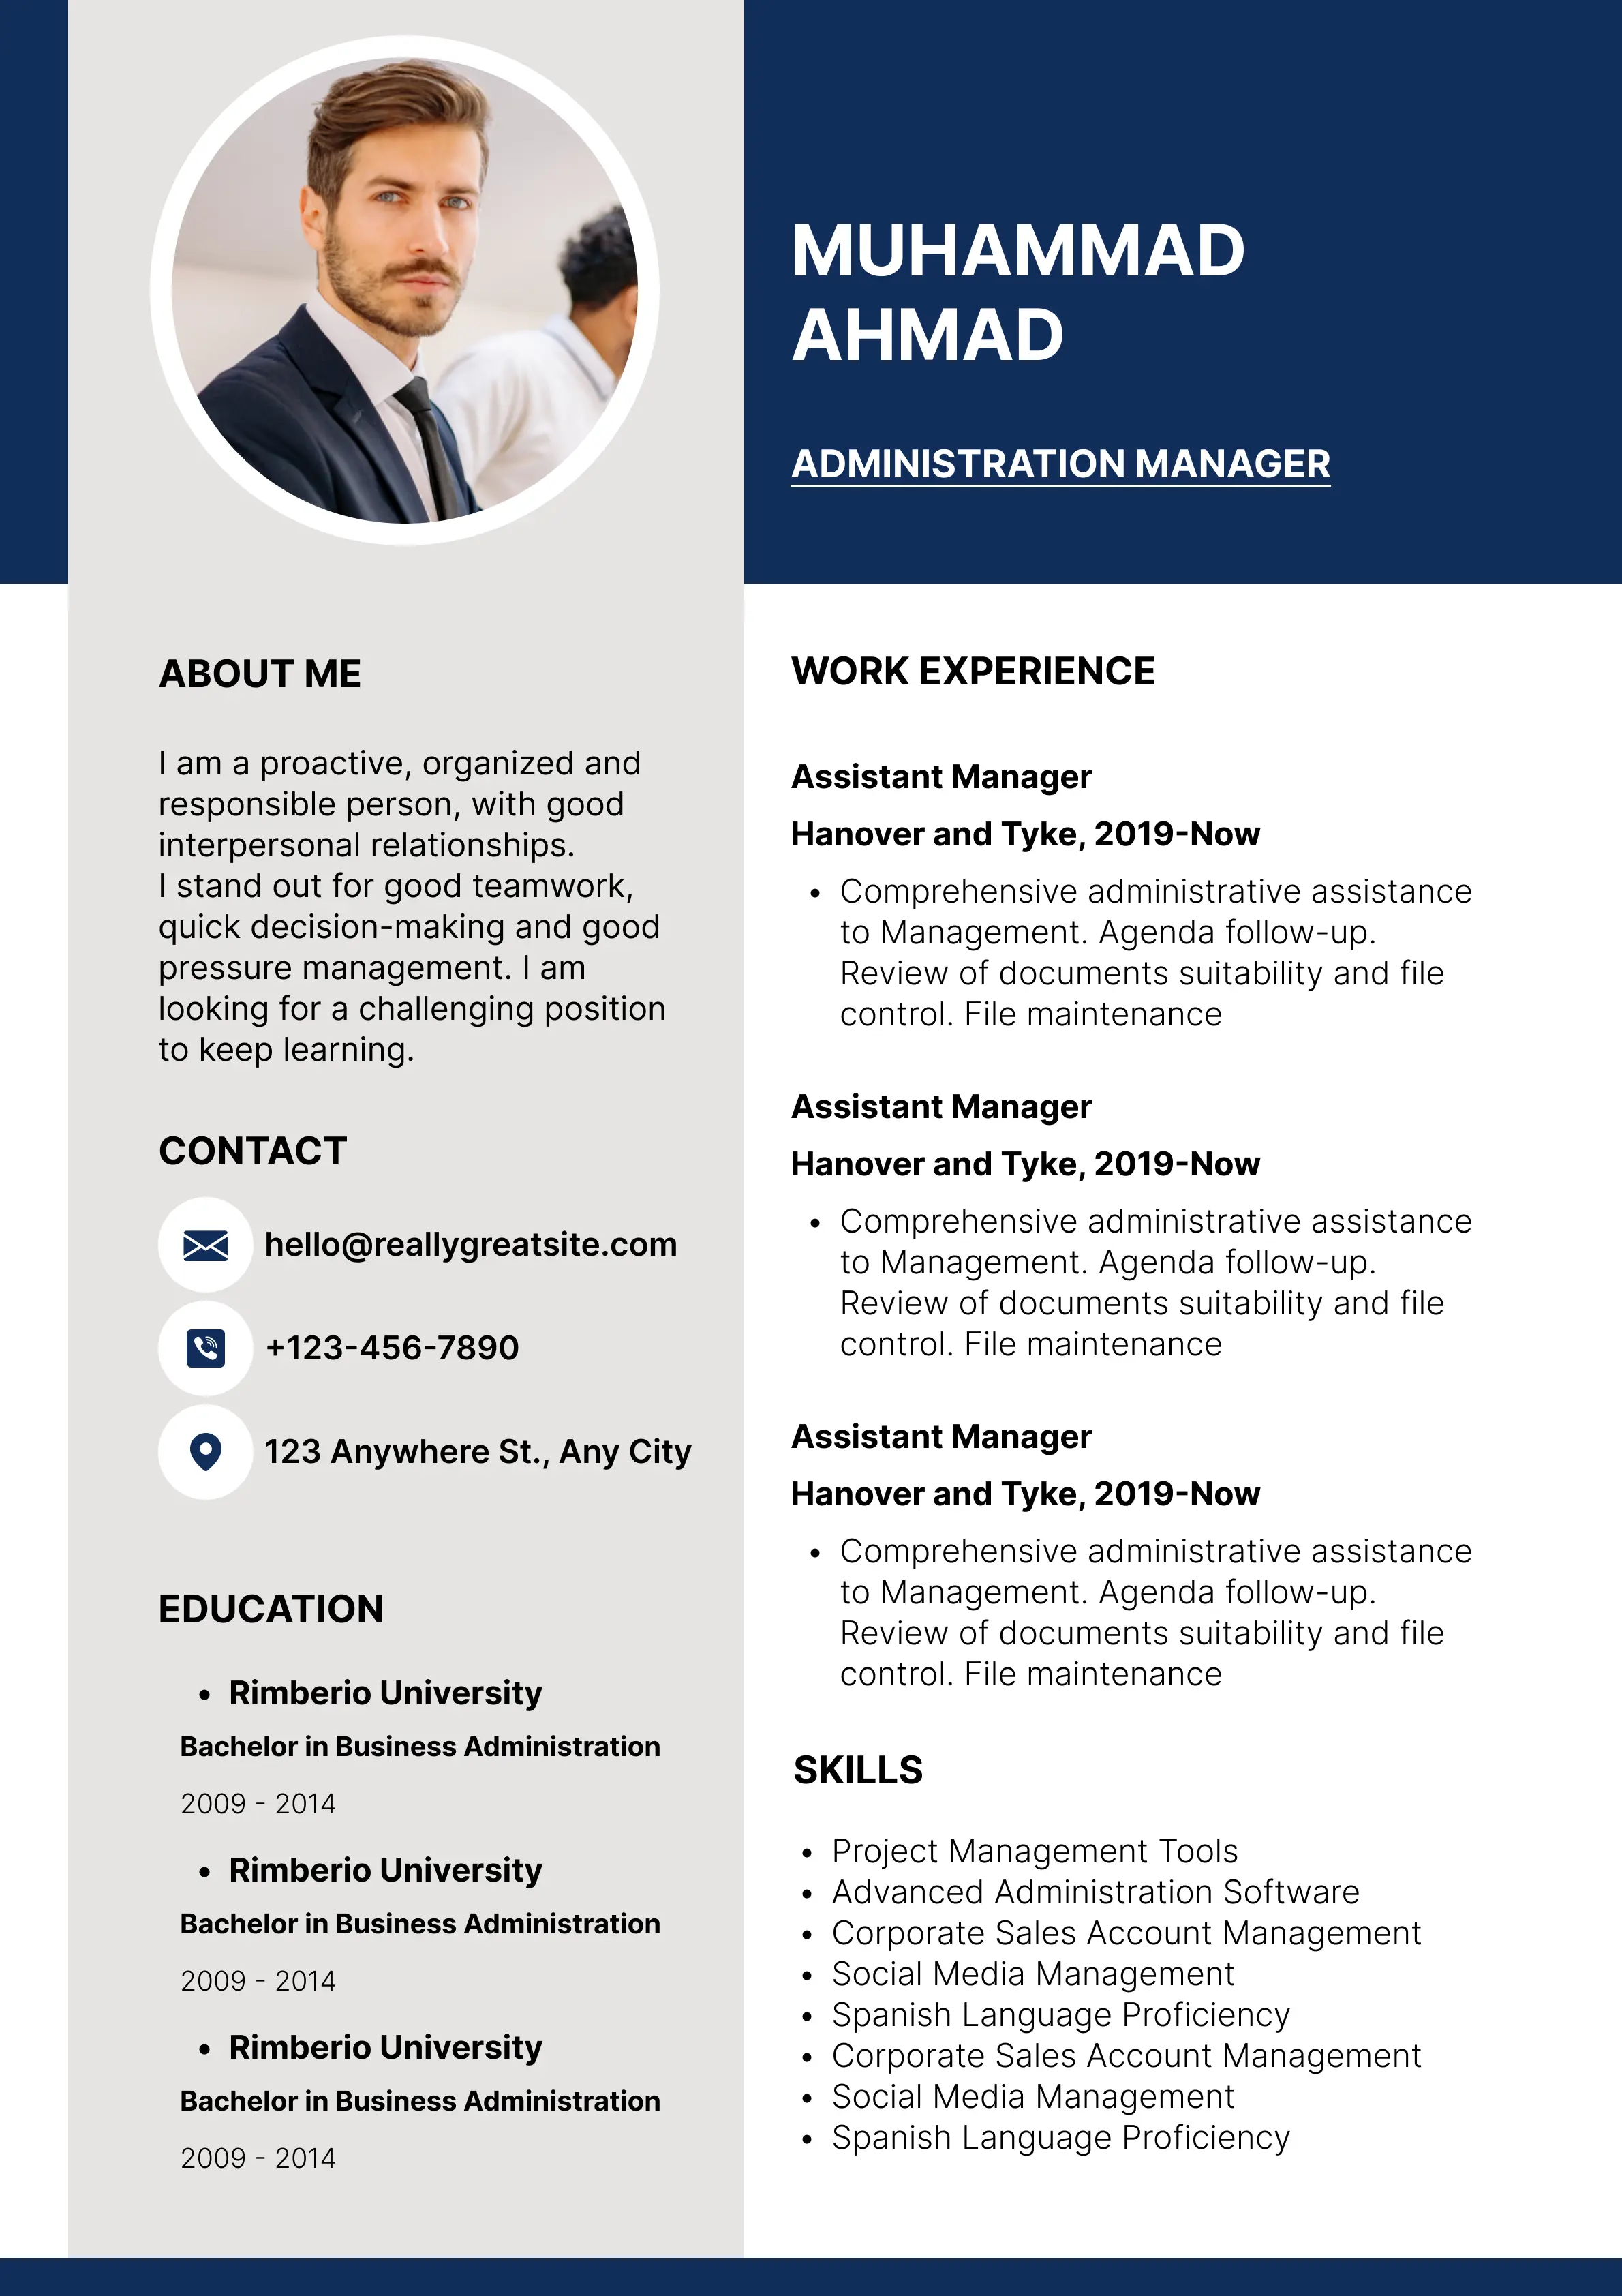 MUHAMMAD
AHMAD
ADMINISTRATION MANAGER
ABOUT ME
I am a proactive, organized and
responsible person, with good
interpersonal relationships.
I stand out for good teamwork,
quick decision-making and good
pressure management. I am
looking for a challenging position
to keep learning.
CONTACT
hello@reallygreatsite.com
+123-456-7890
123 Anywhere St., Any City
EDUCATION
• Rimberio University
Bachelor in Business Administration
2009 - 2014
• Rimberio University
Bachelor in Business Administration
2009 - 2014
• Rimberio University
Bachelor in Business Administration
2009 - 2014
WORK EXPERIENCE
Assistant Manager
Hanover and Tyke, 2019-Now
• Comprehensive administrative assistance
to Management. Agenda follow-up.
Review of documents suitability and file
control. File maintenance
Assistant Manager
Hanover and Tyke, 2019-Now
• Comprehensive administrative assistance
to Management. Agenda follow-up.
Review of documents suitability and file
control. File maintenance
Assistant Manager
Hanover and Tyke, 2019-Now
• Comprehensive administrative assistance
to Management. Agenda follow-up.
Review of documents suitability and file
control. File maintenance
SKILLS
• Project Management Tools
• Advanced Administration Software
• Corporate Sales Account Management
• Social Media Management
• Spanish Language Proficiency
• Corporate Sales Account Management
• Social Media Management
• Spanish Language Proficiency